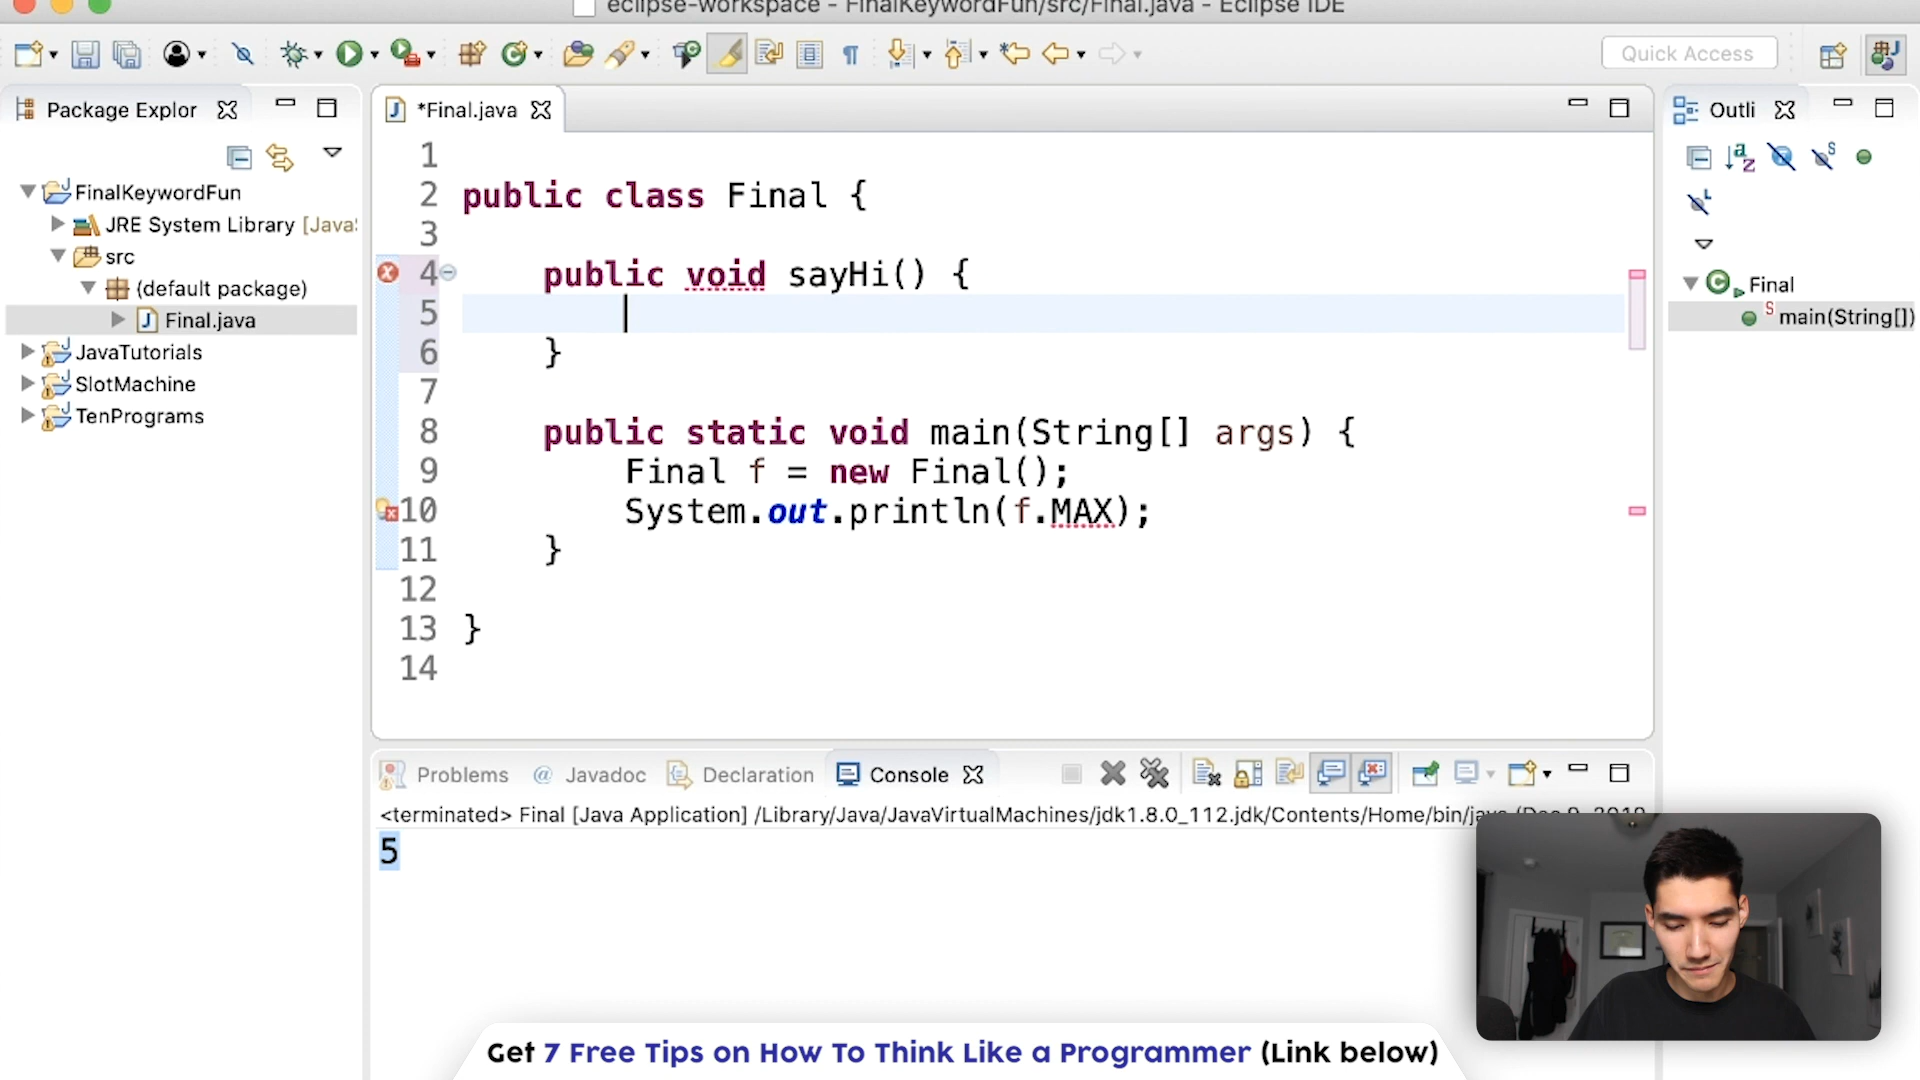 eclipse-workspace - FinalKeywordFun/src/Final.java - Eclipse IDE
Quick Access
Package Explor
*Final.java
Outli
FinalKeywordFun
JRE System Library [Java
src
(default package)
Final.java
JavaTutorials
SlotMachine
TenPrograms
1
2 public class Final {
3
4 public void sayHi() {
5
6 }
7
8 public static void main(String[] args) {
9 Final f = new Final();
10 System.out.println(f.MAX);
11 }
12
13 }
14
Final
main(String[])
Problems @ Javadoc Declaration Console
<terminated> Final [Java Application] /Library/Java/JavaVirtualMachines/jdk1.8.0_112.jdk/Contents/Home/bin/java
5
Get 7 Free Tips on How To Think Like a Programmer (Link below)